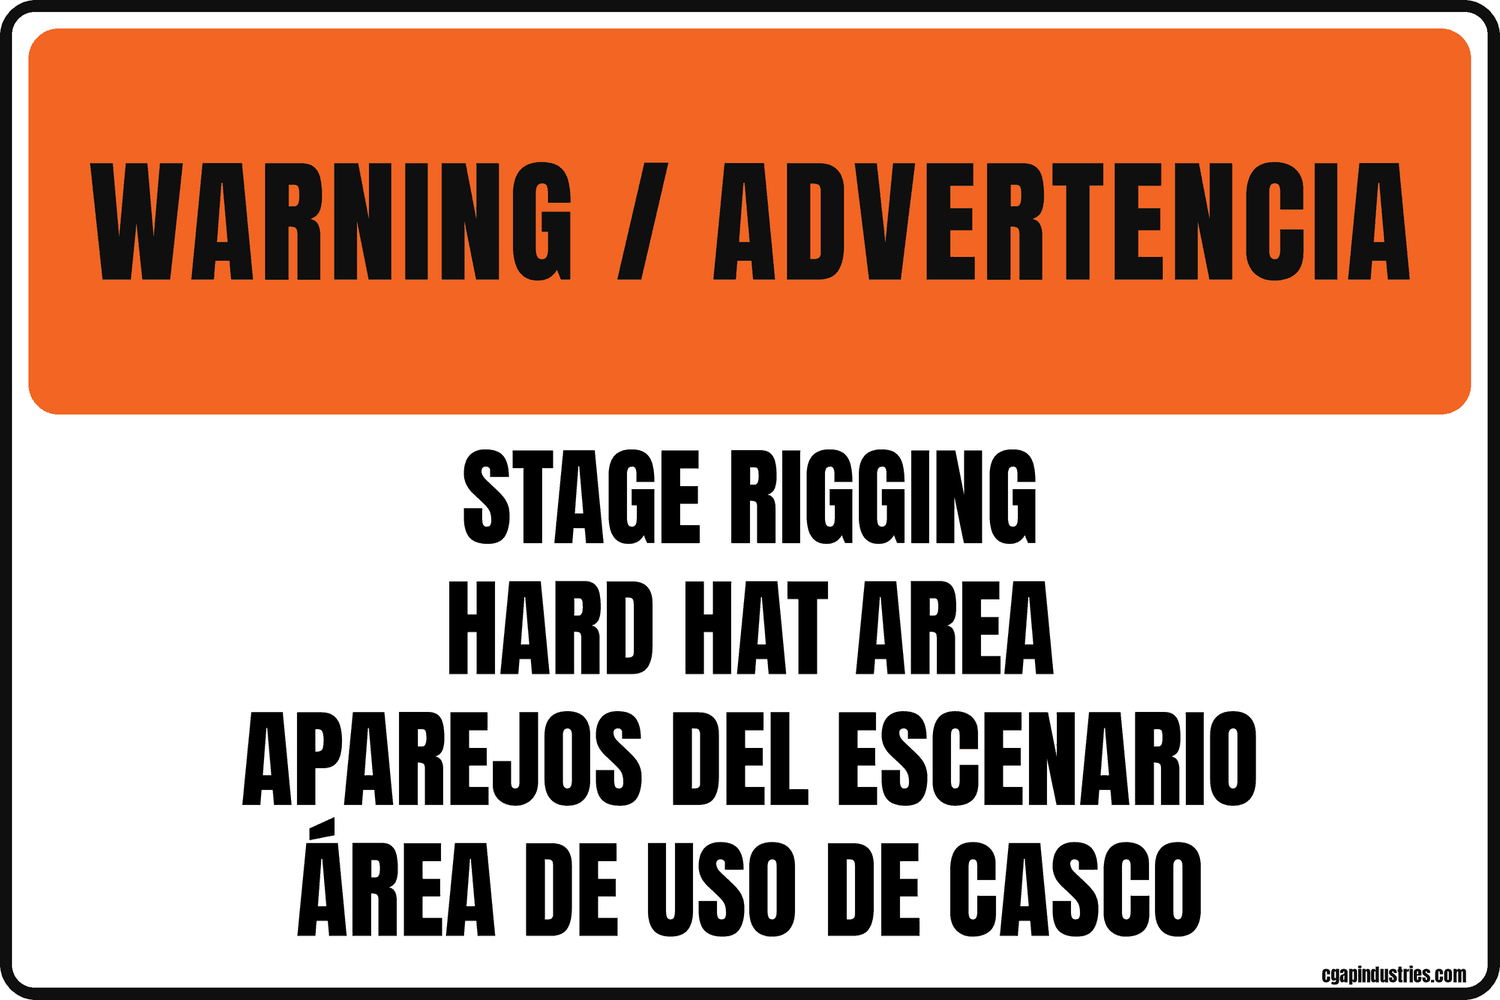 WARNING / ADVERTENCIA
STAGE RIGGING
HARD HAT AREA
APAREJOS DEL ESCENARIO
ÁREA DE USO DE CASCO
cgapindustries.com